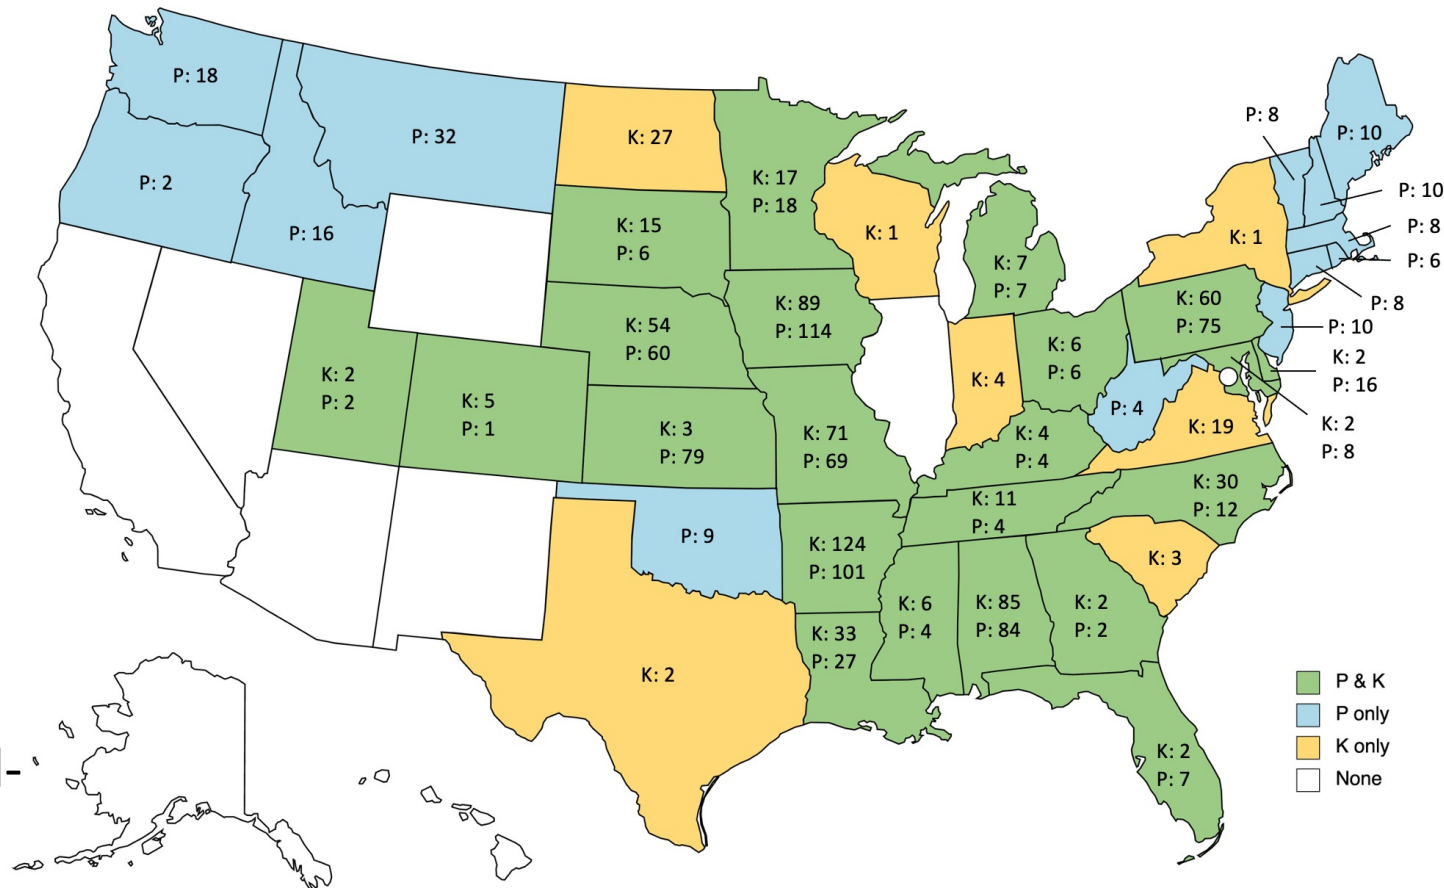 P: 18
P: 2
P: 16
P: 32
K: 27
K: 15
P: 6
K: 54
P: 60
K: 2
P: 2
K: 5
P: 1
K: 3
P: 79
P: 9
K: 2
K: 17
P: 18
K: 89
P: 114
K: 71
P: 69
K: 124
P: 101
K: 33
P: 27
K: 1
K: 7
P: 7
K: 4
K: 6
P: 6
K: 4
P: 4
K: 11
P: 4
K: 6
P: 4
K: 85
P: 84
K: 2
P: 2
K: 2
P: 7
K: 3
K: 30
P: 12
K: 19
P: 4
K: 60
P: 75
K: 1
P: 8
P: 10
P: 10
P: 8
P: 6
P: 8
P: 10
K: 2
P: 16
K: 2
P: 8
P & K
P only
K only
None